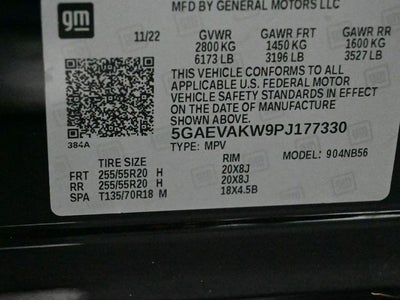 MFD BY GENERAL MOTORS LLC
gm
11/22 GVWR GAWR FRT GAWR RR
2800 KG 1450 KG 1600 KG
6173 LB 3196 LB 3527 LB
THIS VEHICLE CONFORMS TO ALL
APPLICABLE U.S. FEDERAL MOTOR
VEHICLE SAFETY STANDARDS IN EFFECT
ON THE DATE OF MANUFACTURE
SHOWN ABOVE.
384A
5GAEVAKW9PJ177330
TYPE: MPV MODEL: 904NB56
TIRE SIZE RIM
FRT 255/55R20 H 20X8J
RR 255/55R20 H 20X8J
SPA T135/70R18 M 18X4.5B